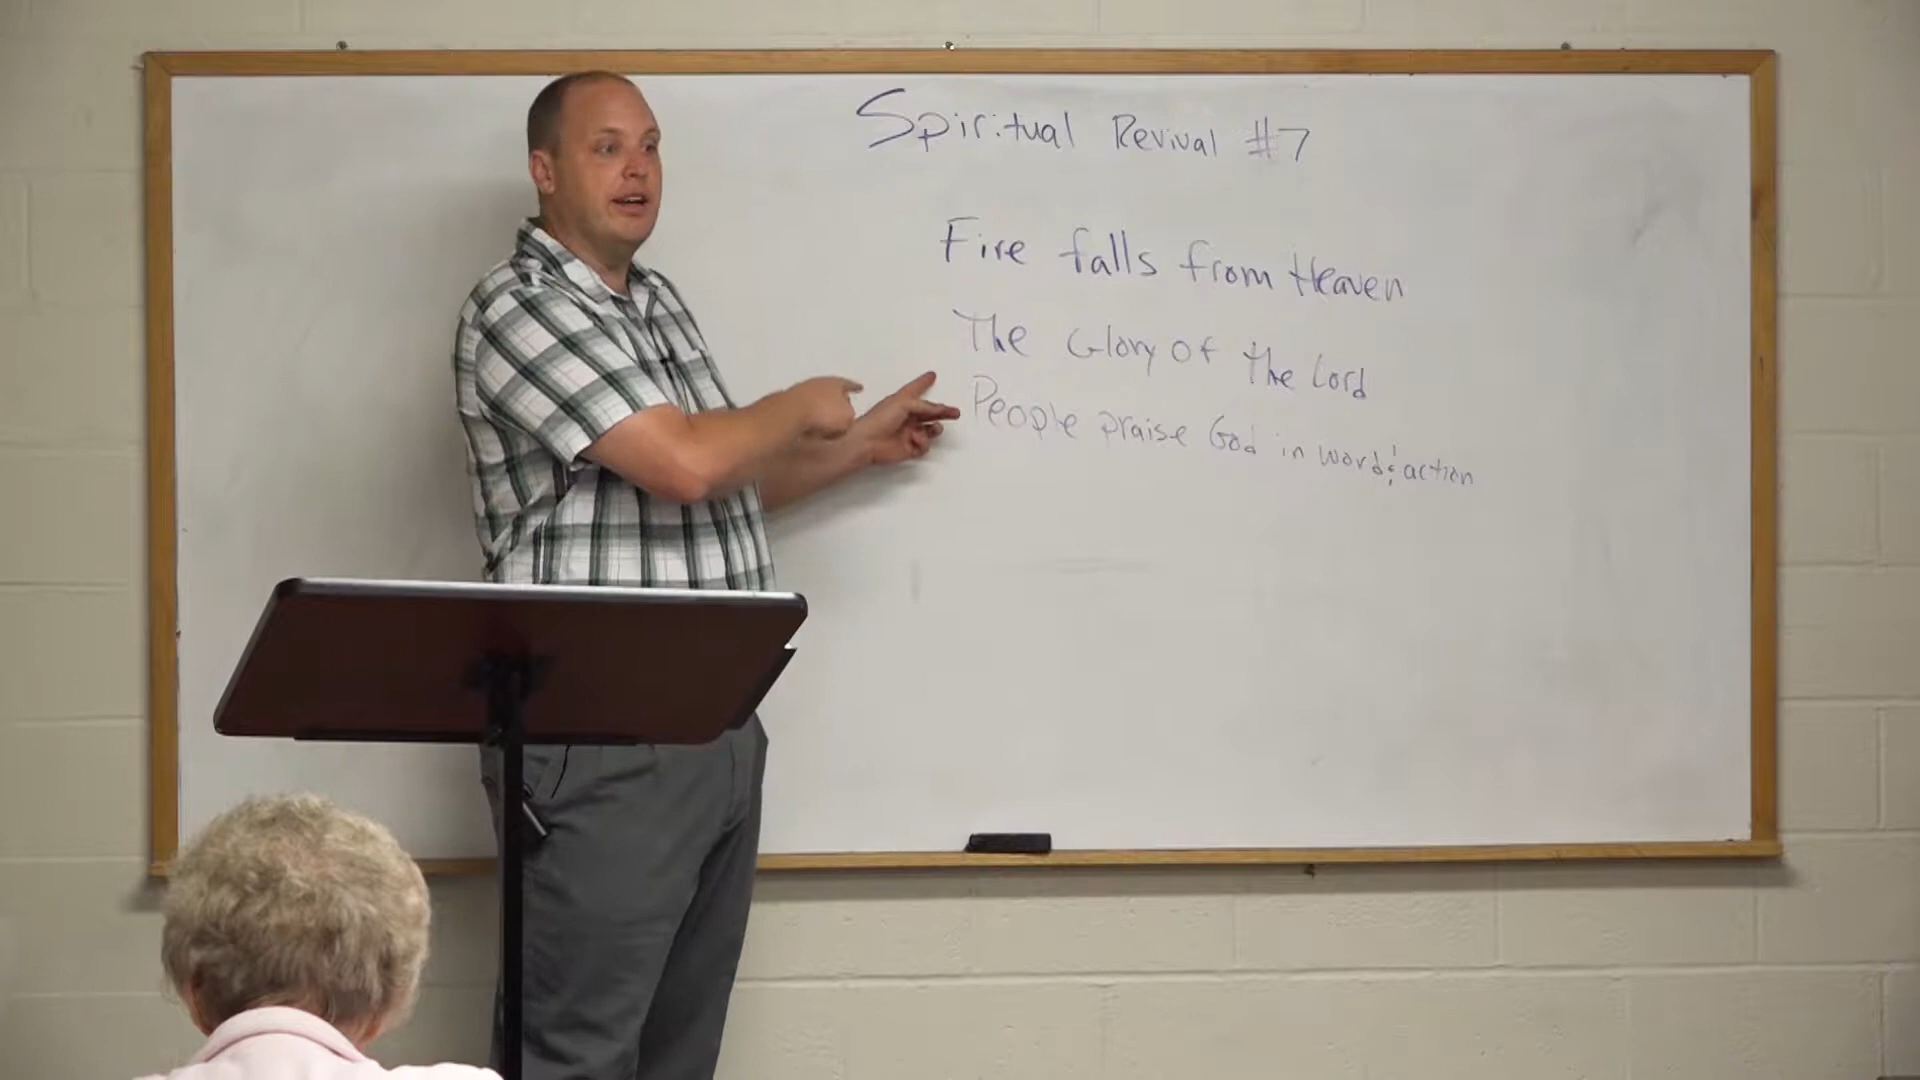 Spiritual Revival #7
Fire falls from Heaven
The Glory of the Lord
People praise God in word & action